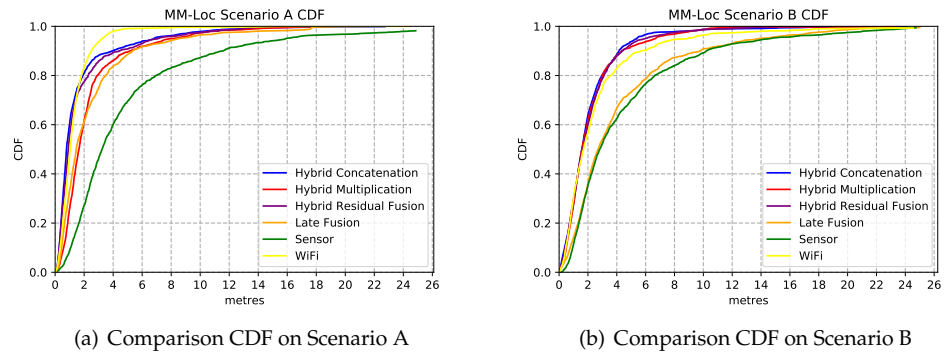 MM-Loc Scenario A CDF
1.0
0.8
0.6
0.4
0.2
0.0
CDF
0 2 4 6 8 10 12 14 16 18 20 22 24 26
metres
Hybrid Concatenation
Hybrid Multiplication
Hybrid Residual Fusion
Late Fusion
Sensor
WiFi
(a) Comparison CDF on Scenario A
MM-Loc Scenario B CDF
1.0
0.8
0.6
0.4
0.2
0.0
CDF
0 2 4 6 8 10 12 14 16 18 20 22 24 26
metres
Hybrid Concatenation
Hybrid Multiplication
Hybrid Residual Fusion
Late Fusion
Sensor
WiFi
(b) Comparison CDF on Scenario B